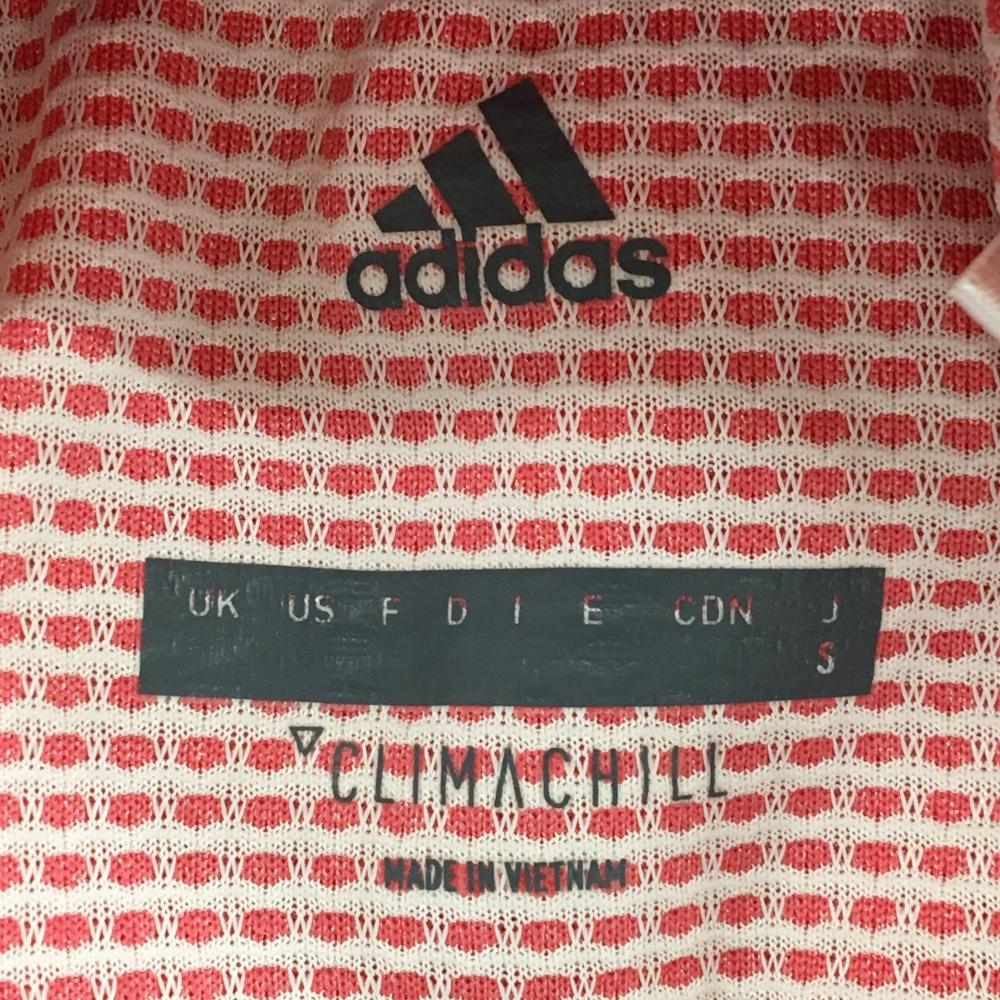 adidas
UK US F D I E CDN J
S
CLIMACHILL
MADE IN VIETNAM